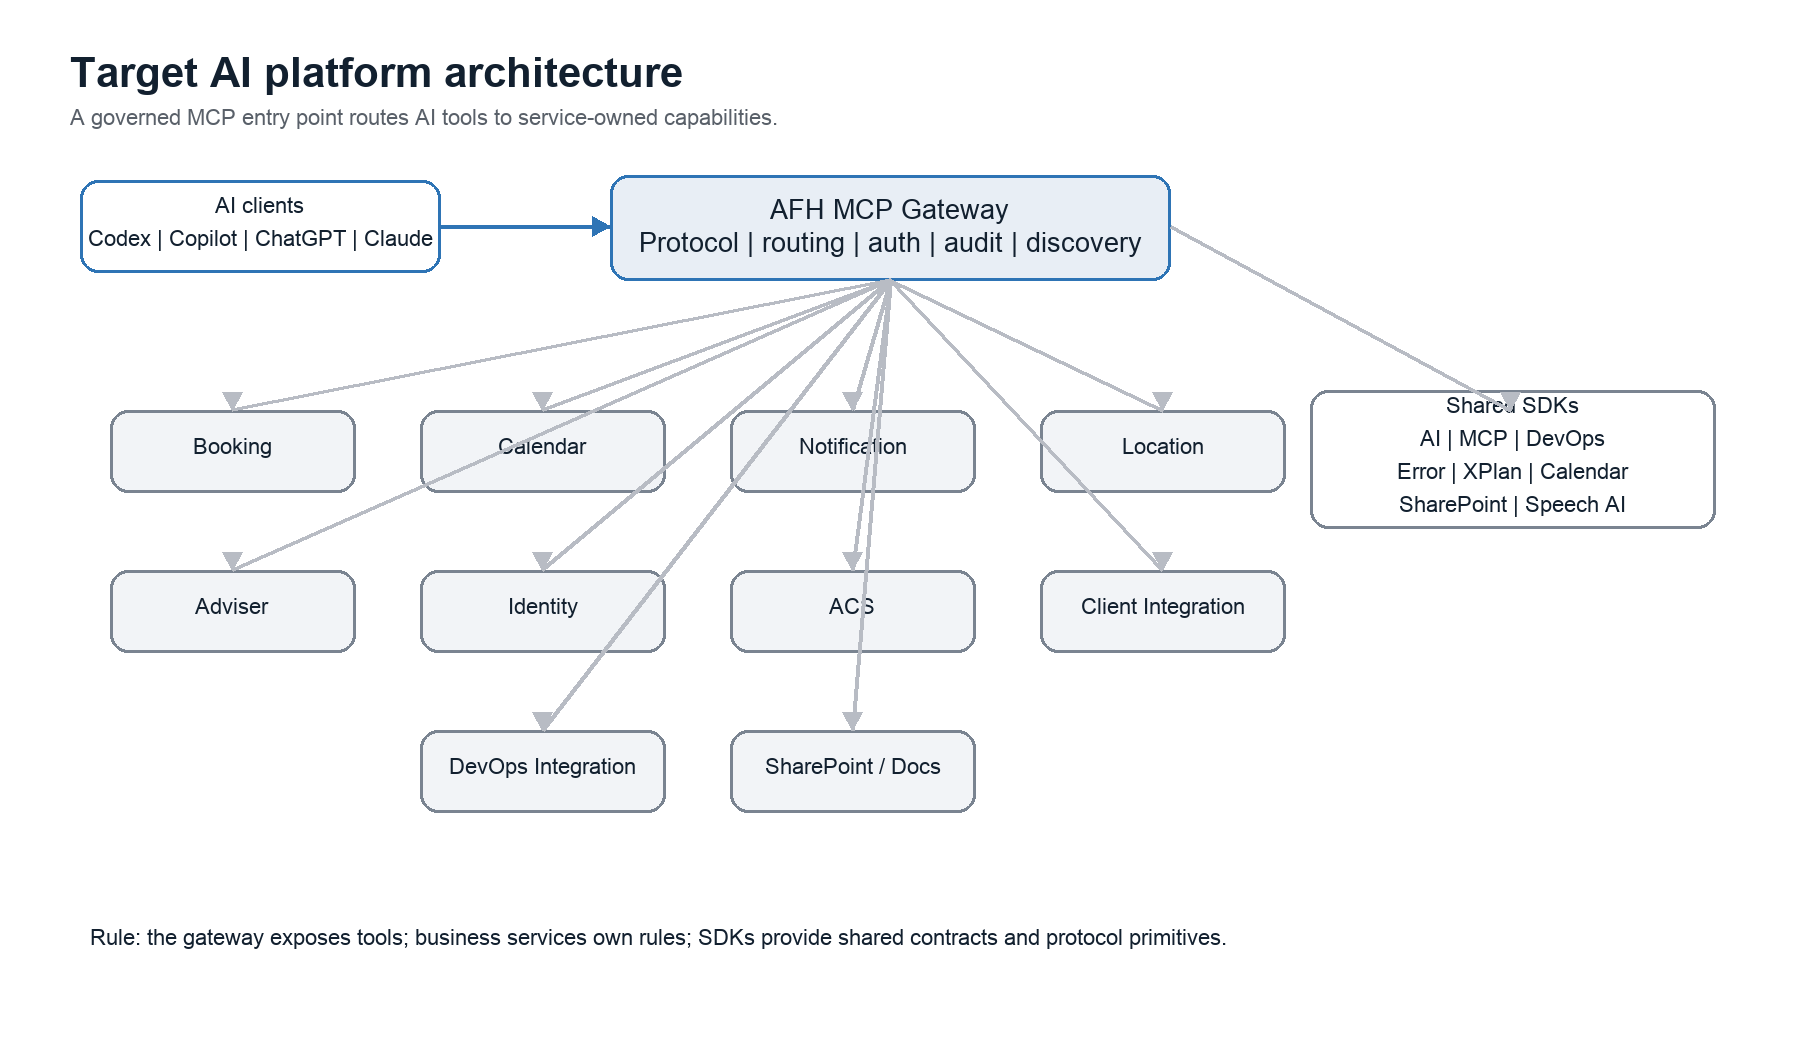 Target AI platform architecture
A governed MCP entry point routes AI tools to service-owned capabilities.
AI clients
Codex | Copilot | ChatGPT | Claude
AFH MCP Gateway
Protocol | routing | auth | audit | discovery
Booking
Calendar
Notification
Location
Shared SDKs
AI | MCP | DevOps
Error | XPlan | Calendar
SharePoint | Speech AI
Adviser
Identity
ACS
Client Integration
DevOps Integration
SharePoint / Docs
Rule: the gateway exposes tools; business services own rules; SDKs provide shared contracts and protocol primitives.